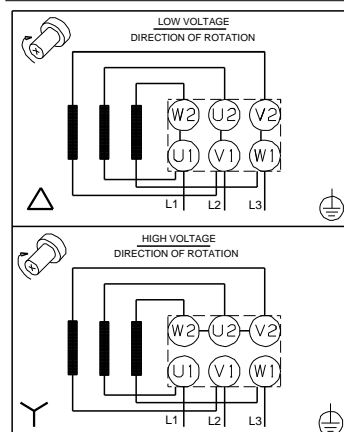 LOW VOLTAGE
DIRECTION OF ROTATION
W2 U2 V2
U1 V1 W1
L1 L2 L3
HIGH VOLTAGE
DIRECTION OF ROTATION
W2 U2 V2
U1 V1 W1
L1 L2 L3